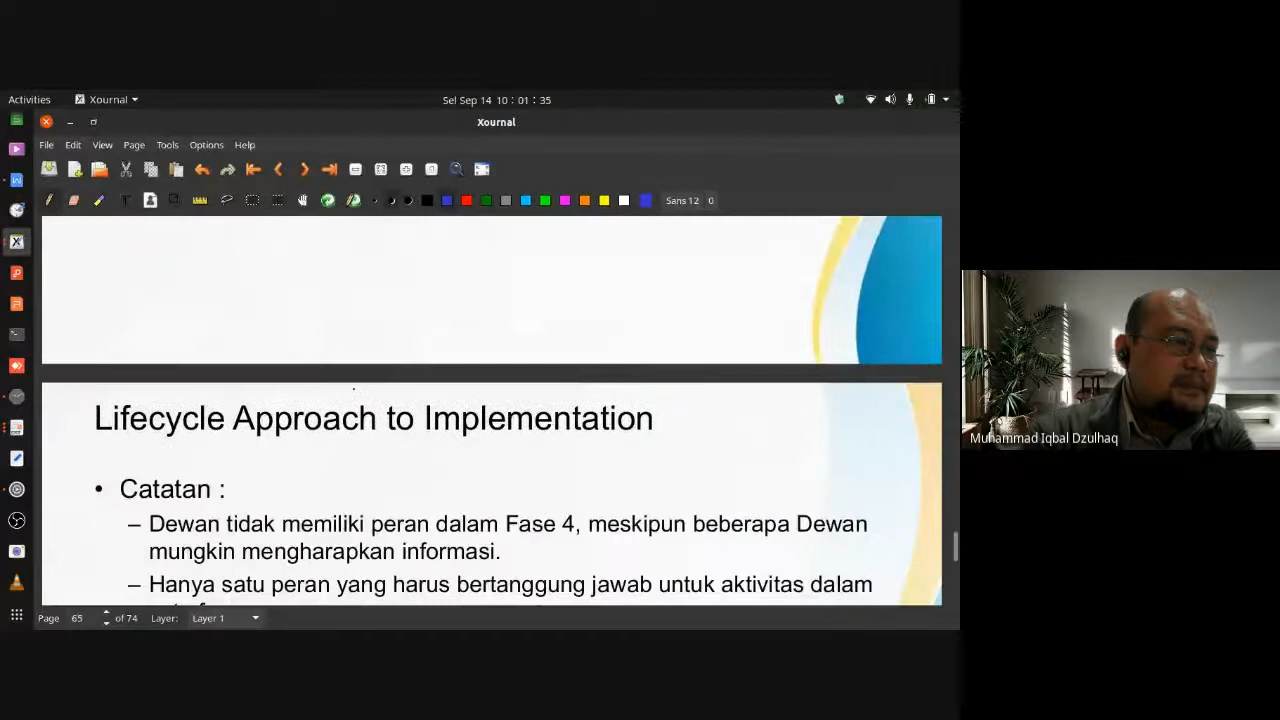 Activities
Xournal
Sel Sep 14 10 : 01 : 35
Xournal
File Edit View Page Tools Options Help
Sans 12 0
Lifecycle Approach to Implementation
• Catatan :
– Dewan tidak memiliki peran dalam Fase 4, meskipun beberapa Dewan
mungkin mengharapkan informasi.
– Hanya satu peran yang harus bertanggung jawab untuk aktivitas dalam
Page 65 of 74 Layer: Layer 1
Muhammad Iqbal Dzulhaq